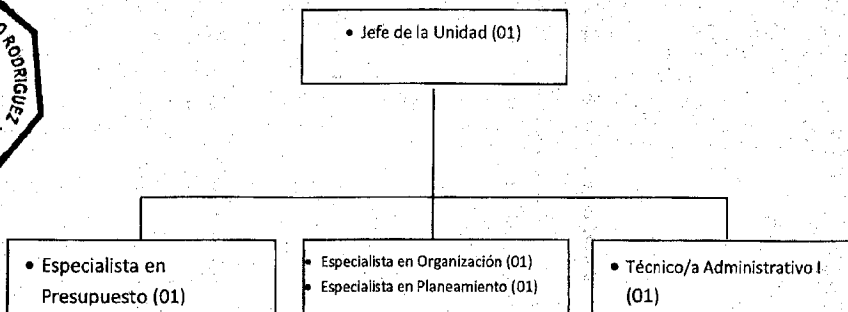 RODRIGUEZ
• Jefe de la Unidad (01)
• Especialista en
Presupuesto (01)
• Especialista en Organización (01)
• Especialista en Planeamiento (01)
• Técnico/a Administrativo I
(01)